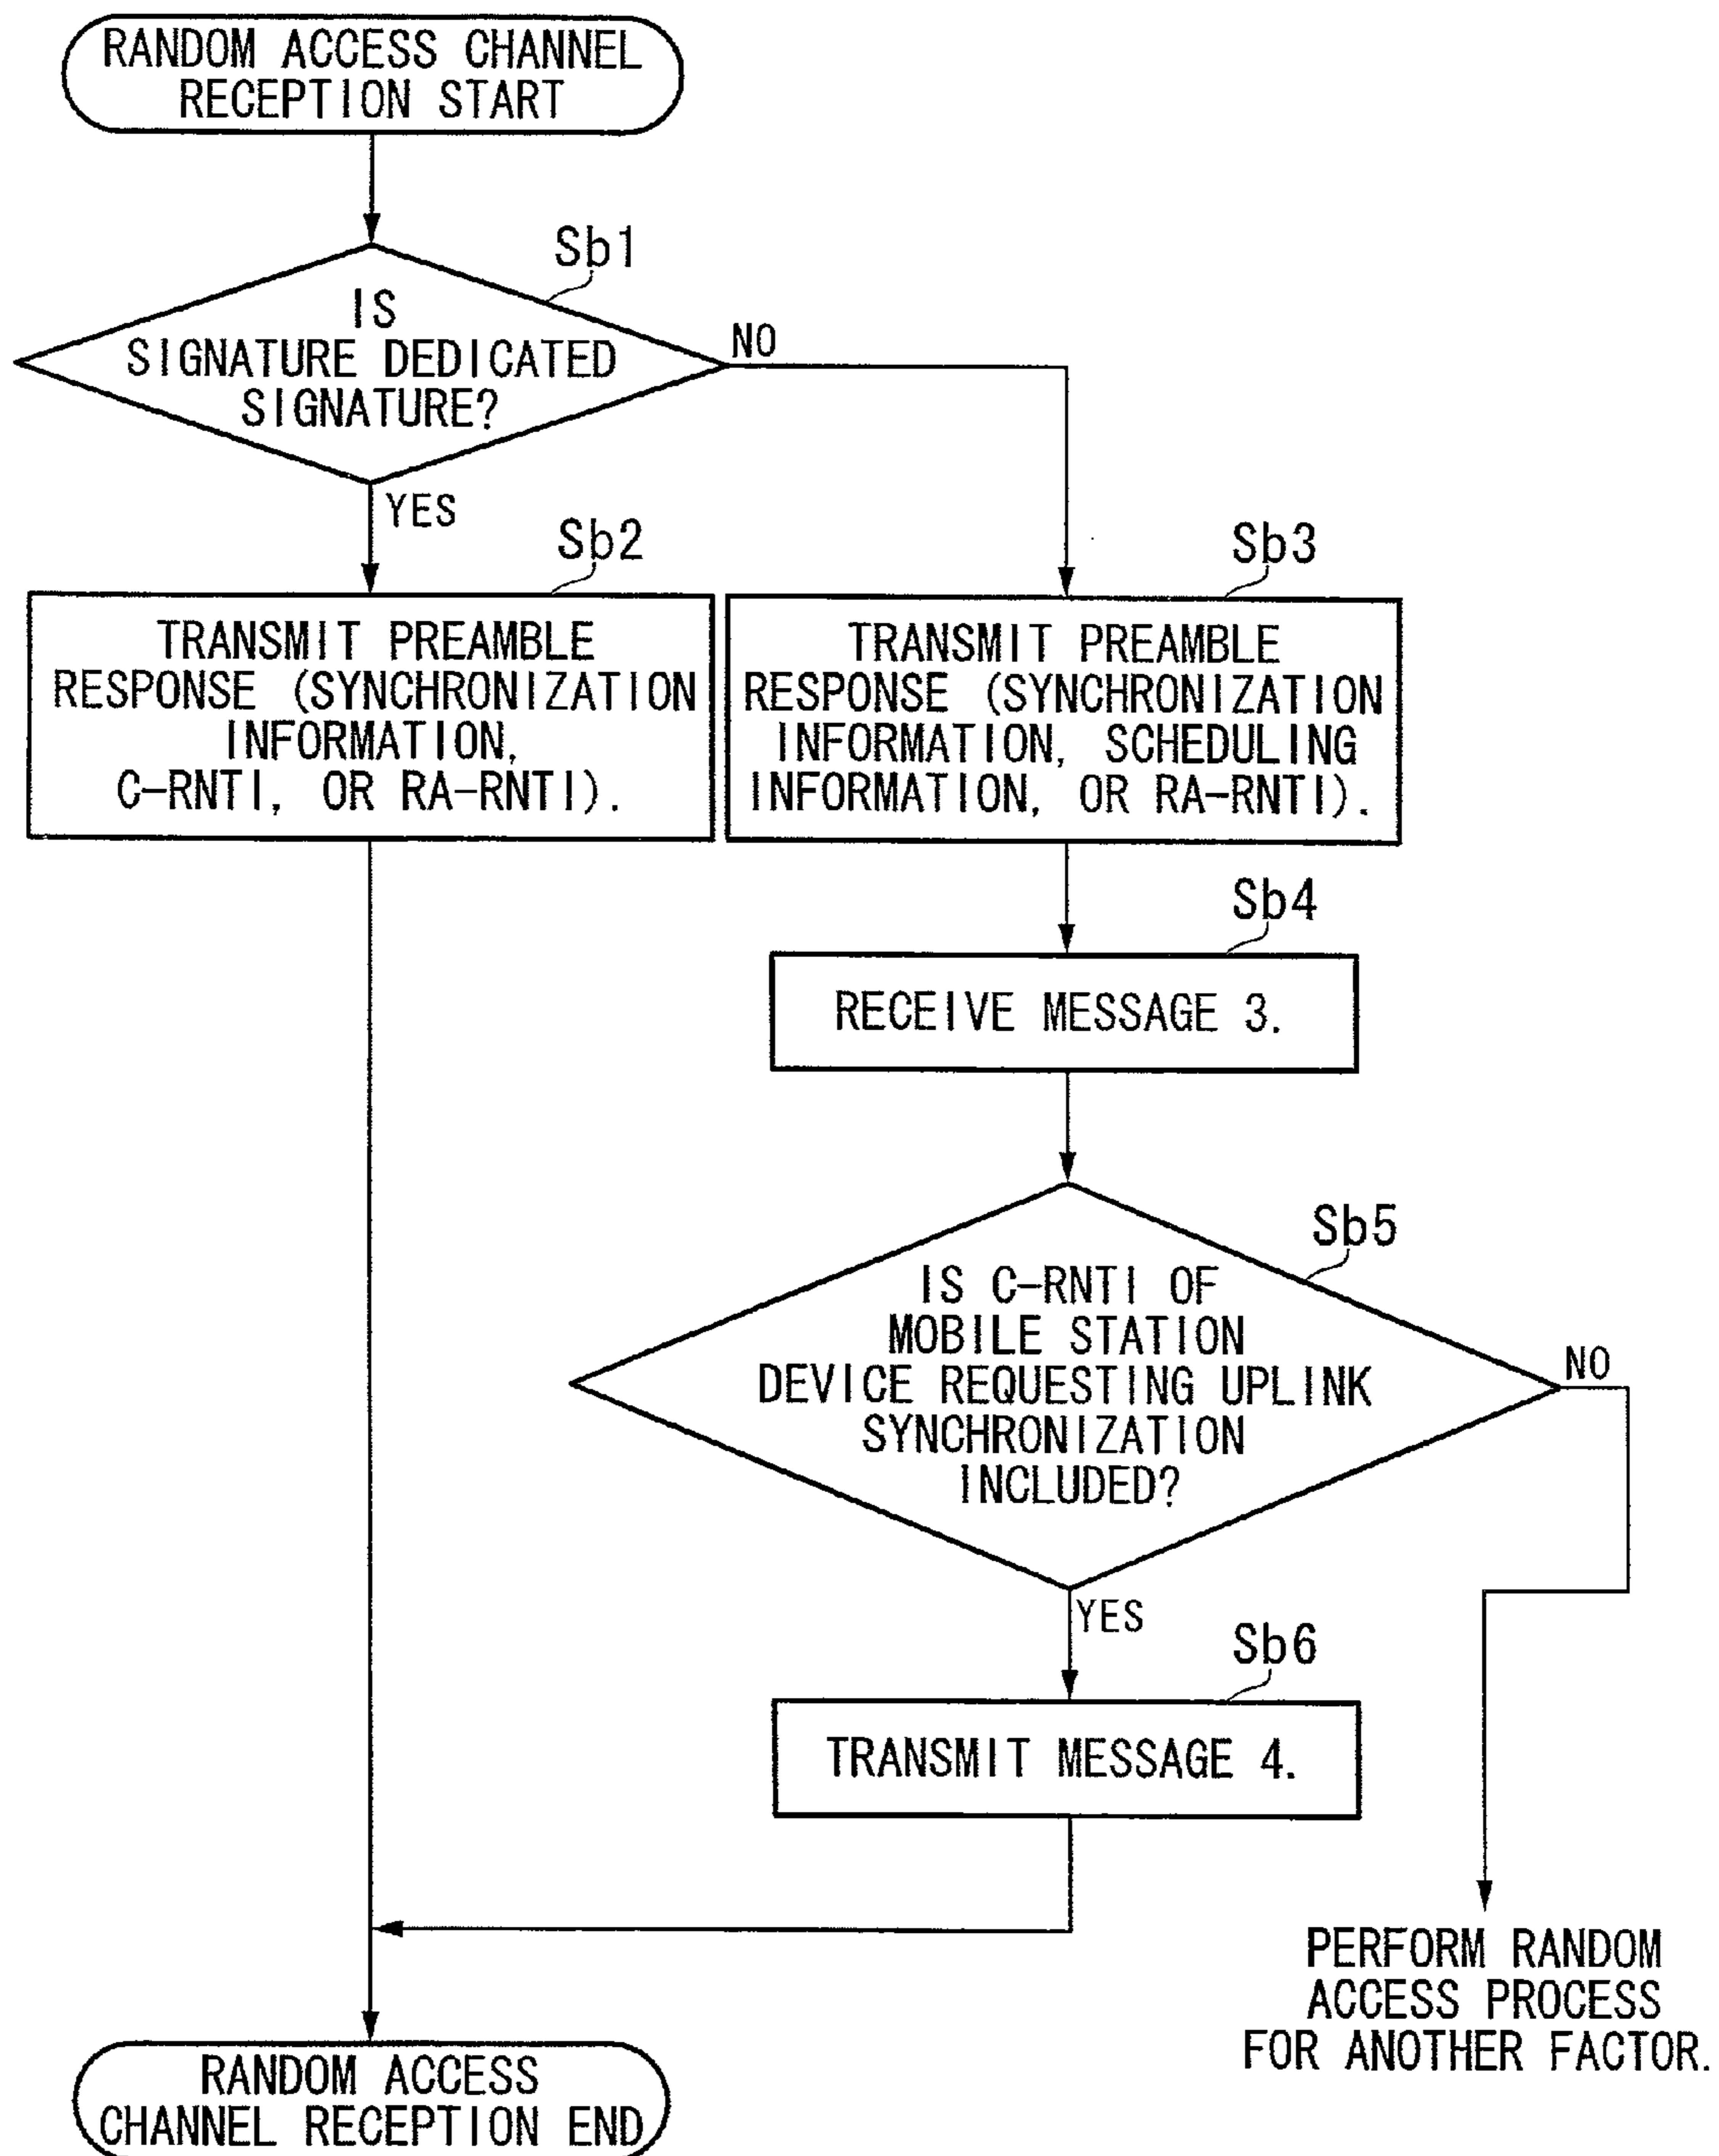 RANDOM ACCESS CHANNEL
RECEPTION START
Sb1
IS
SIGNATURE DEDICATED
SIGNATURE?
NO
YES
Sb2
TRANSMIT PREAMBLE
RESPONSE (SYNCHRONIZATION
INFORMATION,
C-RNTI, OR RA-RNTI).
Sb3
TRANSMIT PREAMBLE
RESPONSE (SYNCHRONIZATION
INFORMATION, SCHEDULING
INFORMATION, OR RA-RNTI).
Sb4
RECEIVE MESSAGE 3.
Sb5
IS C-RNTI OF
MOBILE STATION
DEVICE REQUESTING UPLINK
SYNCHRONIZATION
INCLUDED?
NO
YES
Sb6
TRANSMIT MESSAGE 4.
PERFORM RANDOM
ACCESS PROCESS
FOR ANOTHER FACTOR.
RANDOM ACCESS
CHANNEL RECEPTION END